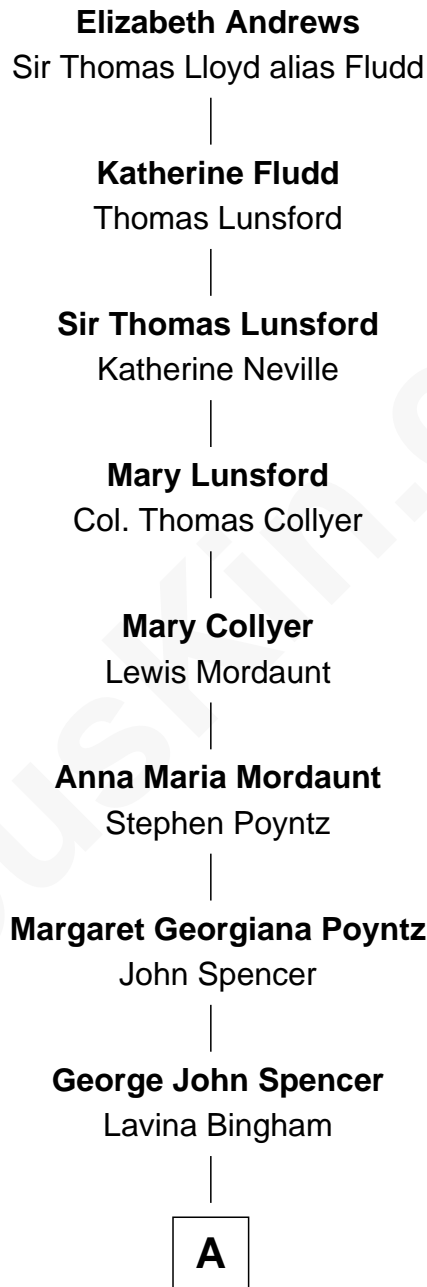 Elizabeth Andrews
Sir Thomas Lloyd alias Fludd
Katherine Fludd
Thomas Lunsford
Sir Thomas Lunsford
Katherine Neville
Mary Lunsford
Col. Thomas Collyer
Mary Collyer
Lewis Mordaunt
Anna Maria Mordaunt
Stephen Poyntz
Margaret Georgiana Poyntz
John Spencer
George John Spencer
Lavina Bingham
A